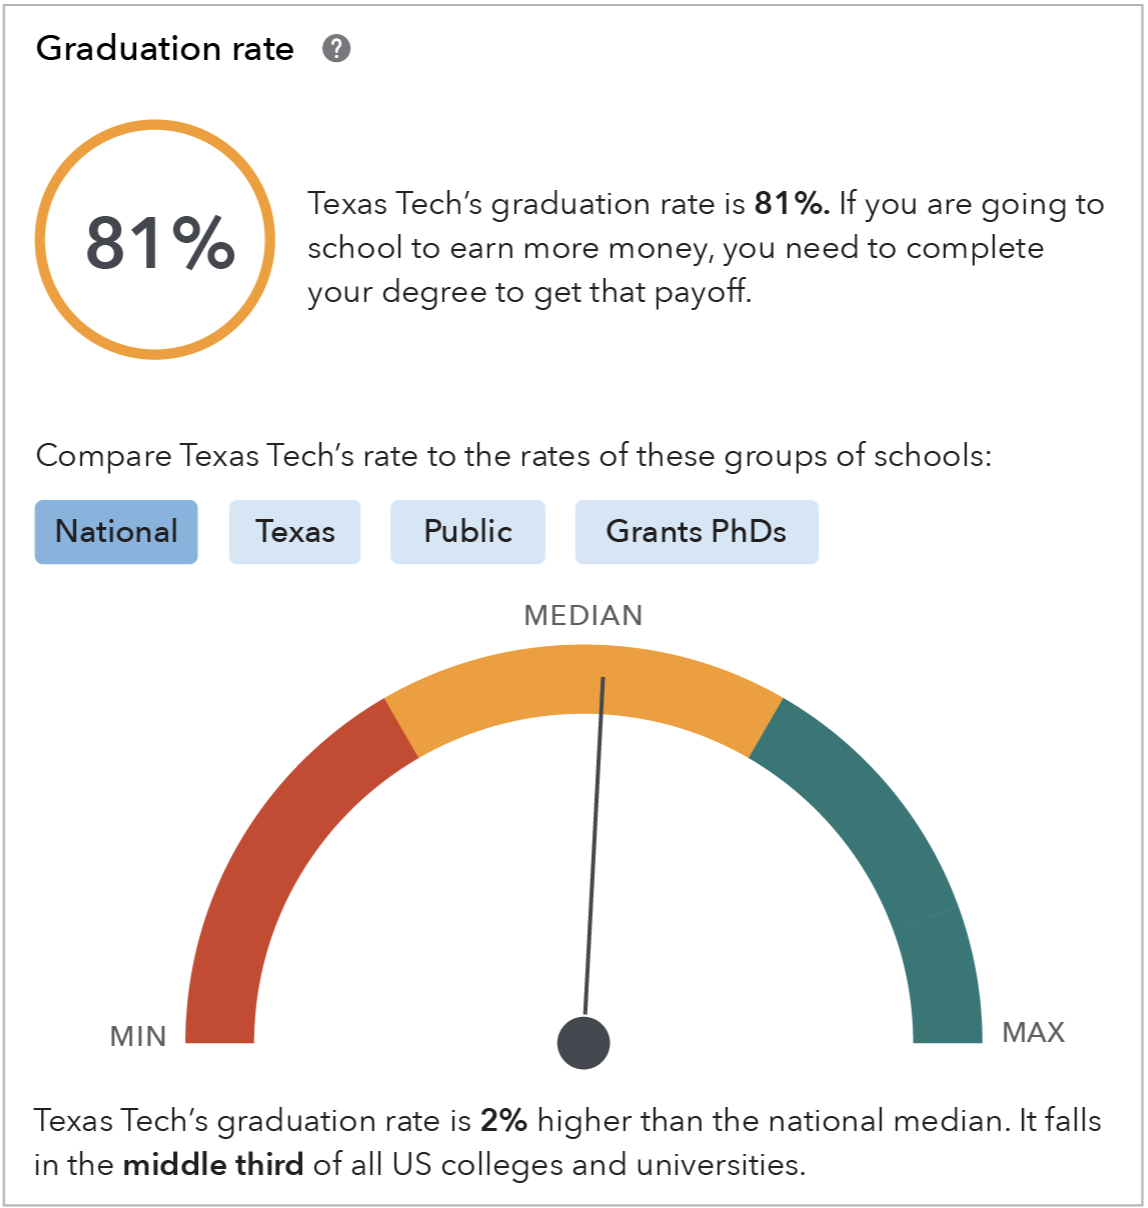 Graduation rate ?
81%
Texas Tech’s graduation rate is 81%. If you are going to
school to earn more money, you need to complete
your degree to get that payoff.
Compare Texas Tech’s rate to the rates of these groups of schools:
National Texas Public Grants PhDs
MEDIAN
MIN
MAX
Texas Tech’s graduation rate is 2% higher than the national median. It falls
in the middle third of all US colleges and universities.